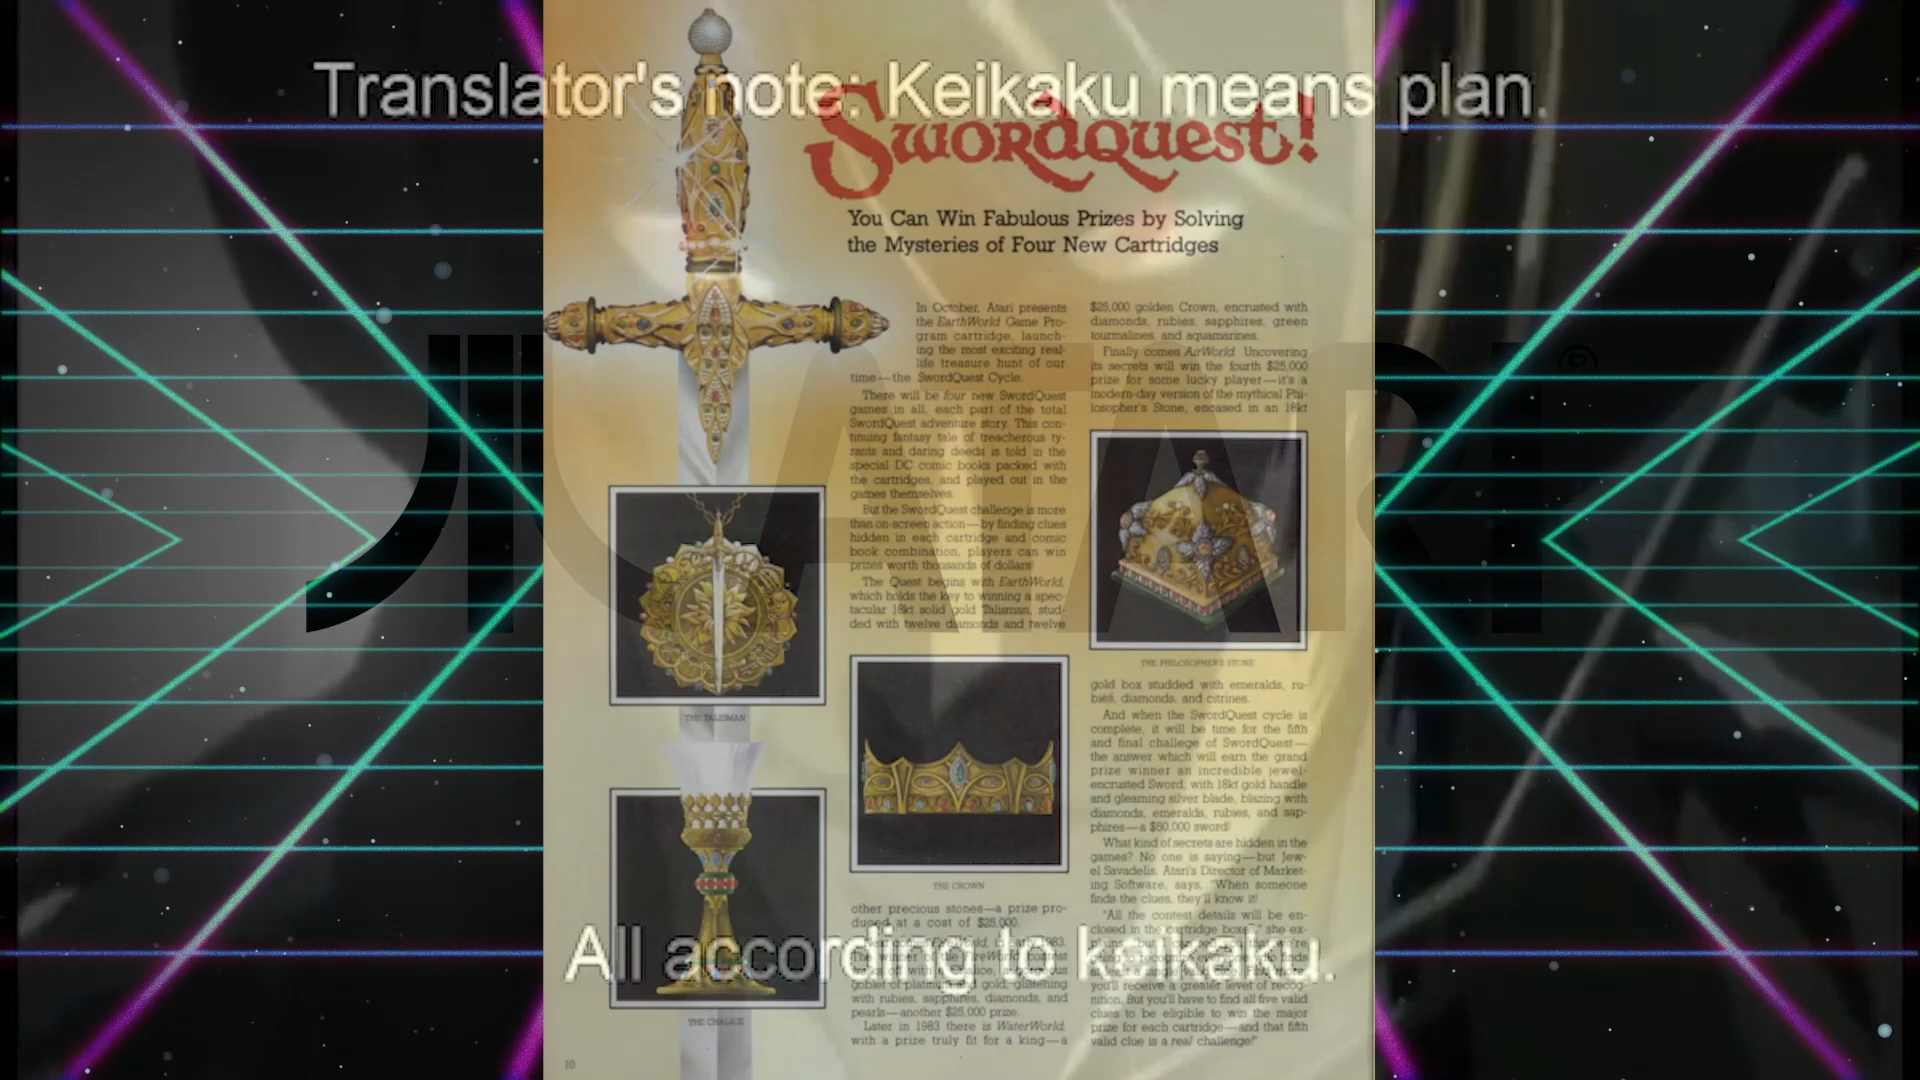 Translator's note: Keikaku means plan.
SwordQuest!
You Can Win Fabulous Prizes by Solving
the Mysteries of Four New Cartridges
In October, Atari presents
the EarthWorld Game Pro-
gram cartridge, launch-
ing the most exciting real-
life treasure hunt of our
time—the SwordQuest Cycle.
There will be four new SwordQuest
games in all, each part of the total
SwordQuest adventure story. This con-
tinuing fantasy tale of treacherous ty-
rants and daring deeds is told in the
special DC comic books packed with
the cartridges, and played out in the
games themselves.
But the SwordQuest challenge is more
than on-screen action—by finding clues
hidden in each cartridge and comic
book combination, players can win
prizes worth thousands of dollars!
The Quest begins with EarthWorld,
which holds the key to winning a spec-
tacular 18kt solid gold Talisman, stud-
ded with twelve diamonds and twelve
THE TALISMAN
THE CROWN
THE CHALICE
other precious stones—a prize pro-
duced at a cost of $25,000.
goblet of platinum and gold, glistening
with rubies, sapphires, diamonds, and
pearls—another $25,000 prize.
Later in 1983 there is WaterWorld,
with a prize truly fit for a king—a
$25,000 golden Crown, encrusted with
diamonds, rubies, sapphires, green
tourmalines, and aquamarines.
Finally comes AirWorld. Uncovering
its secrets will win the fourth $25,000
prize for some lucky player—it's a
modern-day version of the mythical Phi-
losopher's Stone, encased in an 18kt
THE PHILOSOPHER'S STONE
gold box studded with emeralds, ru-
bies, diamonds, and citrines.
And when the SwordQuest cycle is
complete, it will be time for the fifth
and final challege of SwordQuest—
the answer which will earn the grand
prize winner an incredible jewel-
encrusted Sword, with 18kt gold handle
and gleaming silver blade, blazing with
diamonds, emeralds, rubies, and sap-
phires—a $50,000 sword!
What kind of secrets are hidden in the
games? No one is saying—but Jew-
el Savadelis, Atari's Director of Market-
ing Software, says, "When someone
finds the clues, they'll know it!
"All the contest details will be en-
closed in the cartridge boxes," she ex-
you'll receive a greater level of recog-
nition. But you'll have to find all five valid
clues to be eligible to win the major
prize for each cartridge—and that fifth
valid clue is a real challenge!"
ATARI®
All according to keikaku.
10